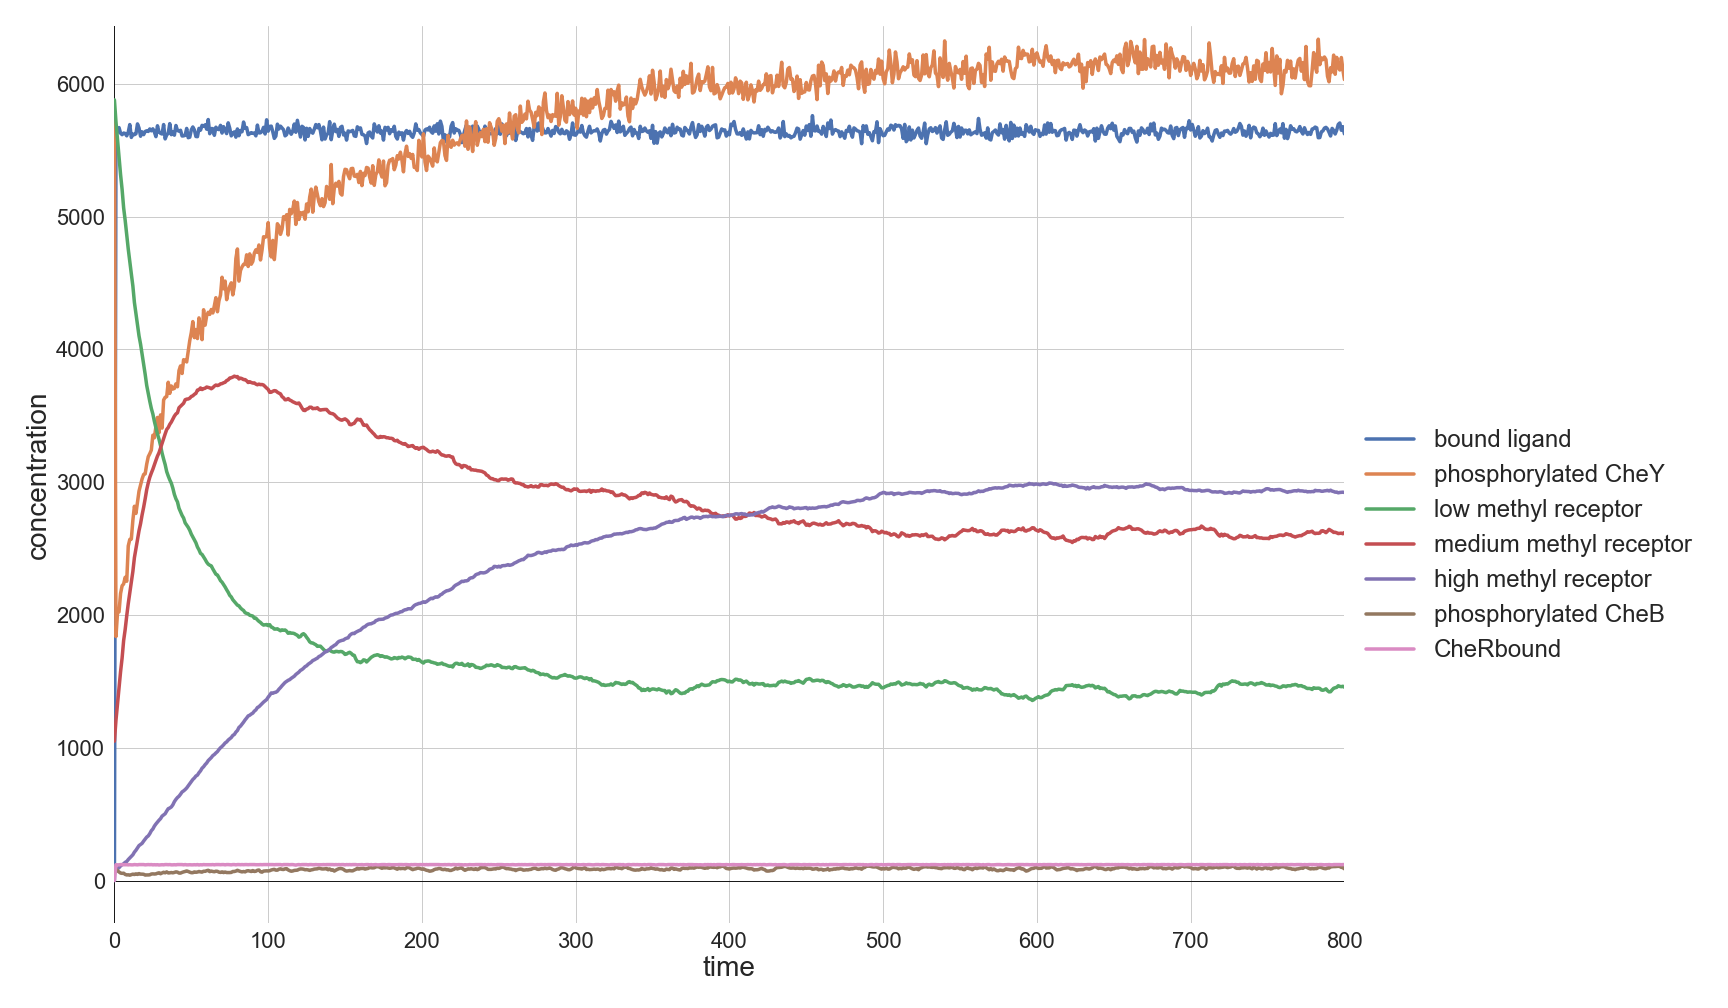 6000
5000
4000
3000
2000
1000
0
concentration
0 100 200 300 400 500 600 700 800
time
bound ligand
phosphorylated CheY
low methyl receptor
medium methyl receptor
high methyl receptor
phosphorylated CheB
CheRbound